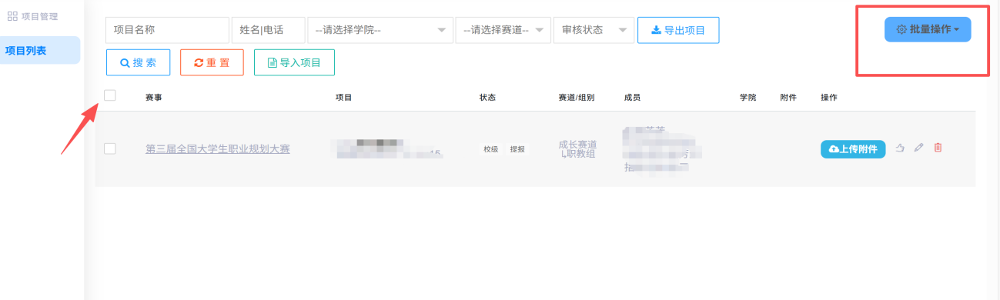 项目管理
项目列表
项目名称 姓名|电话 --请选择学院-- --请选择赛道-- 审核状态 导出项目 批量操作
搜 索 重 置 导入项目
赛事 项目 状态 赛道/组别 成员 学院 附件 操作
第三届全国大学生职业规划大赛 校级 提报 成长赛道 上传附件
↳职教组